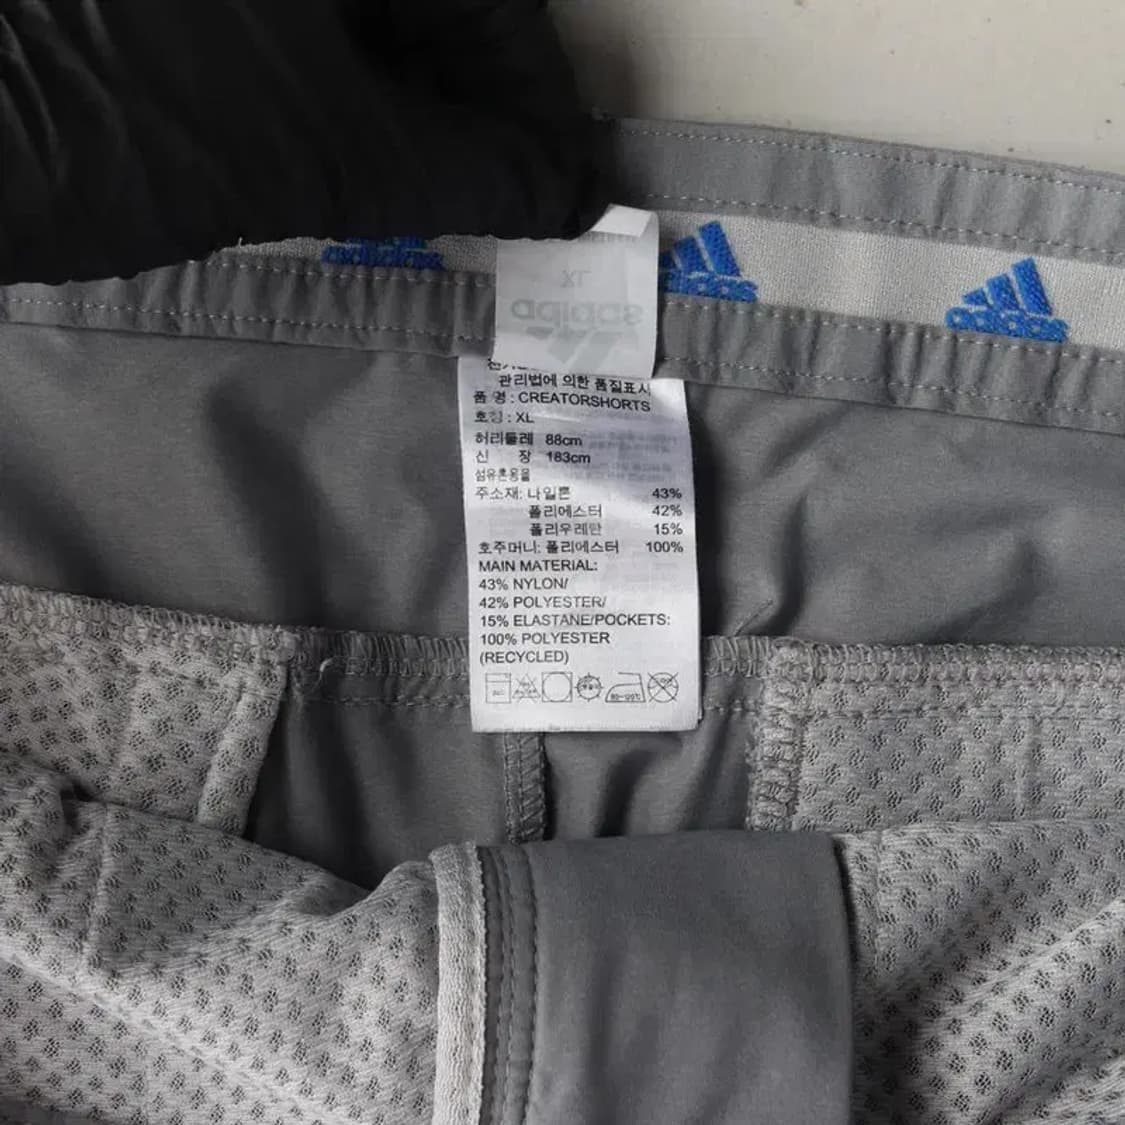 adidas
adidas
adidas
XL
adidas
관리법에 의한 품질표시
품 명 : CREATORSHORTS
호칭 : XL
허리둘레 88cm
신 장 183cm
섬유혼용율
주소재: 나일론 43%
폴리에스터 42%
폴리우레탄 15%
호주머니: 폴리에스터 100%
MAIN MATERIAL:
43% NYLON/
42% POLYESTER/
15% ELASTANE/POCKETS:
100% POLYESTER
(RECYCLED)
80~120℃